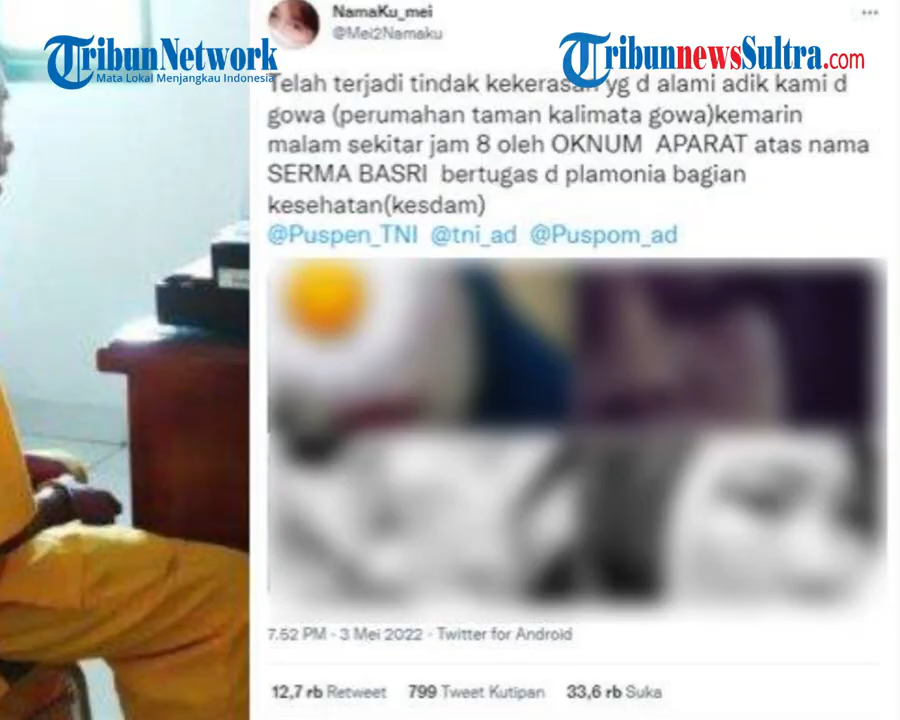 NamaKu_mei
@Mei2Namaku
TribunNetwork
Mata Lokal Menjangkau Indonesia
TribunnewsSultra.com
Telah terjadi tindak kekerasan yg d alami adik kami d
gowa (perumahan taman kalimata gowa)kemarin
malam sekitar jam 8 oleh OKNUM APARAT atas nama
SERMA BASRI bertugas d plamonia bagian
kesehatan(kesdam)
@Puspen_TNI @tni_ad @Puspom_ad
7.52 PM · 3 Mei 2022 · Twitter for Android
12,7 rb Retweet 799 Tweet Kutipan 33,6 rb Suka